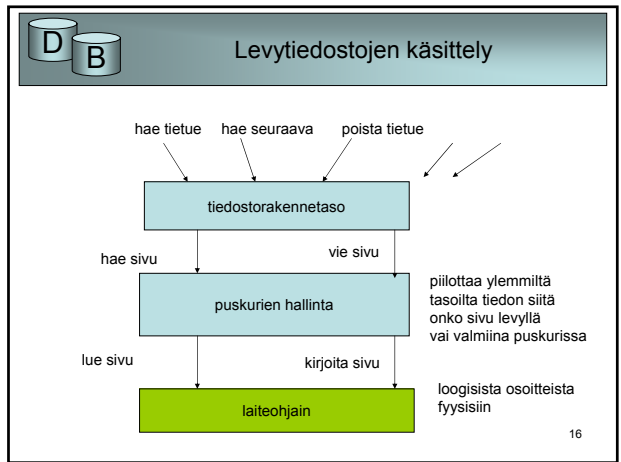 D
B
Levytiedostojen käsittely
hae tietue
hae seuraava
poista tietue
tiedostorakennetaso
hae sivu
vie sivu
puskurien hallinta
piilottaa ylemmiltä
tasoilta tiedon siitä
onko sivu levyllä
vai valmiina puskurissa
lue sivu
kirjoita sivu
laiteohjain
loogisista osoitteista
fyysisiin
16